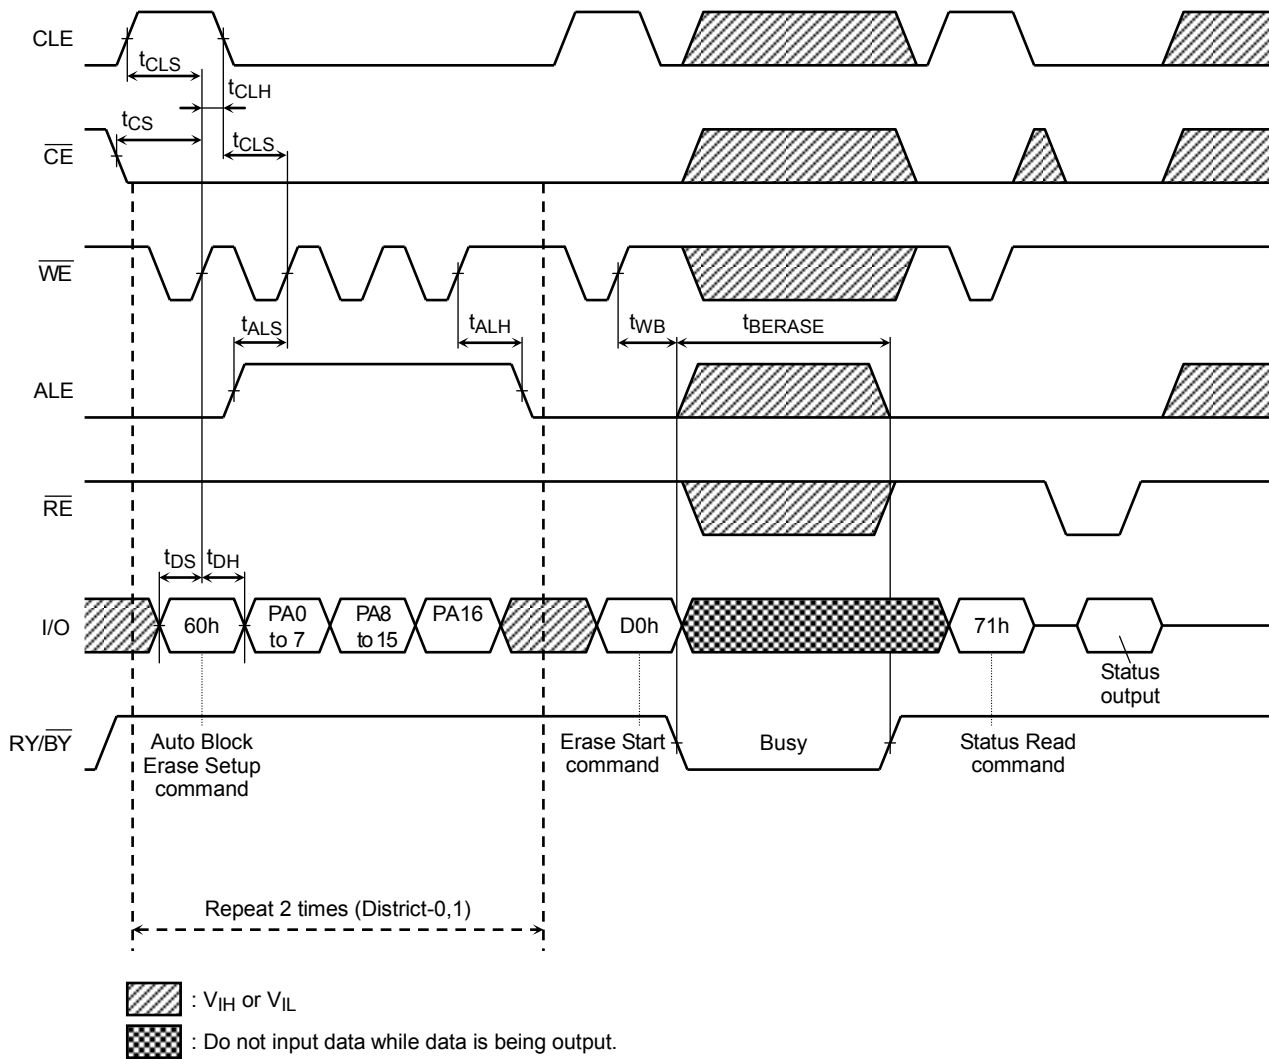 CLE
tCLS
tCLH
tCS
tCLS
CE
WE
tALS
tALH
tWB
tBERASE
ALE
RE
tDS
tDH
I/O
60h
PA0
to 7
PA8
to 15
PA16
D0h
71h
Status
output
RY/BY
Auto Block
Erase Setup
command
Erase Start
command
Busy
Status Read
command
Repeat 2 times (District-0,1)
: VIH or VIL
: Do not input data while data is being output.